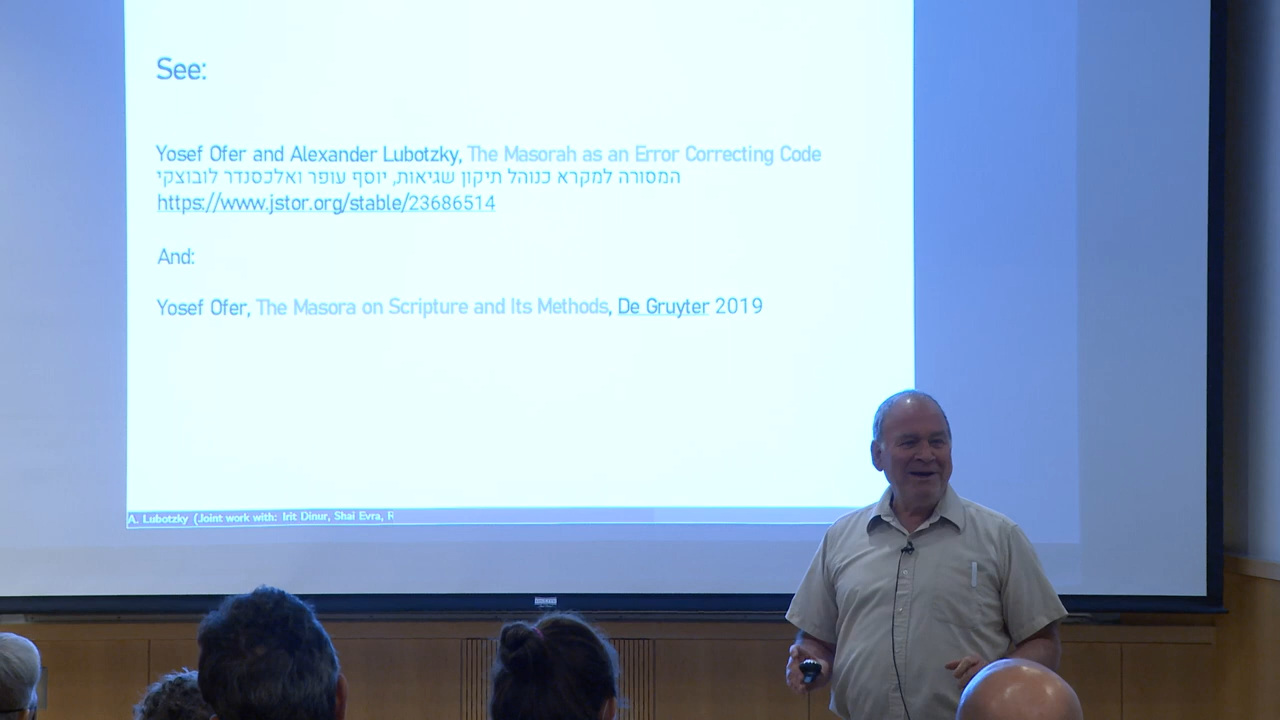 See:
Yosef Ofer and Alexander Lubotzky, The Masorah as an Error Correcting Code
המסורה למקרא כנוהל תיקון שגיאות, יוסף עופר ואלכסנדר לובוצקי
https://www.jstor.org/stable/23686514
And:
Yosef Ofer, The Masora on Scripture and Its Methods, De Gruyter 2019
A. Lubotzky (Joint work with: Irit Dinur, Shai Evra, R